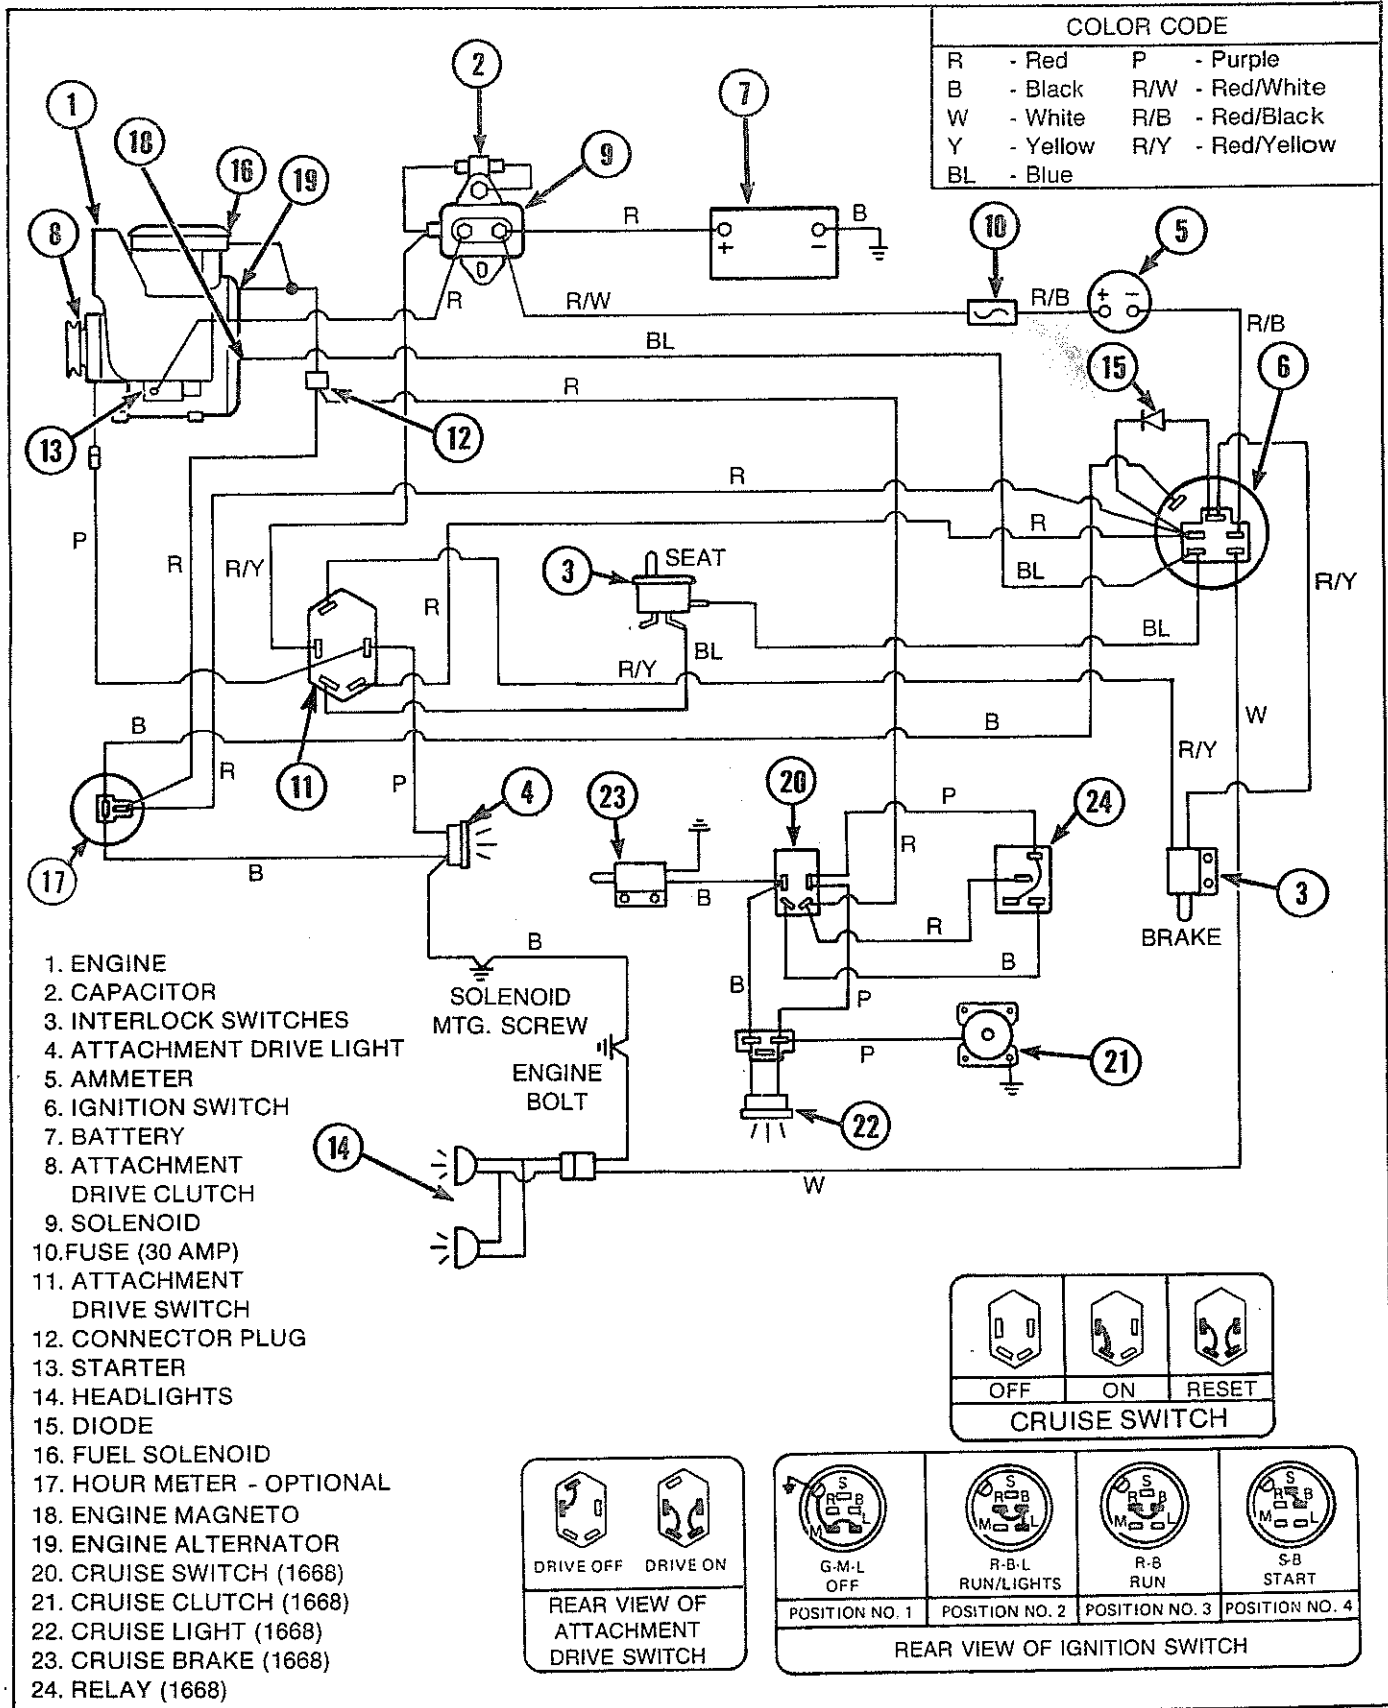 COLOR CODE
R - Red P - Purple
B - Black R/W - Red/White
W - White R/B - Red/Black
Y - Yellow R/Y - Red/Yellow
BL - Blue
1
2
7
18
16
19
9
8
10
5
R
B
+
−
R
R/W
R/B
+ −
R/B
BL
15
6
R
13
12
R
P
R
R/Y
R
R
SEAT
3
BL
R/Y
BL
BL
R/Y
B
R
11
P
4
23
20
P
24
B
R/Y
W
17
B
B
R
R
B
3
BRAKE
B
SOLENOID
MTG. SCREW
B
P
ENGINE
BOLT
P
21
22
14
W
1. ENGINE
2. CAPACITOR
3. INTERLOCK SWITCHES
4. ATTACHMENT DRIVE LIGHT
5. AMMETER
6. IGNITION SWITCH
7. BATTERY
8. ATTACHMENT
DRIVE CLUTCH
9. SOLENOID
10.FUSE (30 AMP)
11. ATTACHMENT
DRIVE SWITCH
12. CONNECTOR PLUG
13. STARTER
14. HEADLIGHTS
15. DIODE
16. FUEL SOLENOID
17. HOUR METER - OPTIONAL
18. ENGINE MAGNETO
19. ENGINE ALTERNATOR
20. CRUISE SWITCH (1668)
21. CRUISE CLUTCH (1668)
22. CRUISE LIGHT (1668)
23. CRUISE BRAKE (1668)
24. RELAY (1668)
OFF ON RESET
CRUISE SWITCH
DRIVE OFF DRIVE ON
REAR VIEW OF
ATTACHMENT
DRIVE SWITCH
S R B M L
S R B M L
S R B M L
S R B M L
G-M-L R-B-L R-B S-B
OFF RUN/LIGHTS RUN START
POSITION NO. 1 POSITION NO. 2 POSITION NO. 3 POSITION NO. 4
REAR VIEW OF IGNITION SWITCH